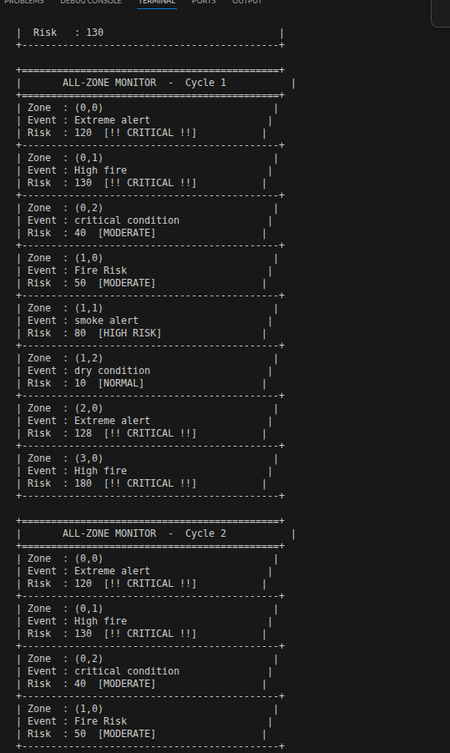 PROBLEMS DEBUG CONSOLE TERMINAL PORTS OUTPUT
|  Risk   : 130                              |
+--------------------------------------------+
+============================================+
|       ALL-ZONE MONITOR  -  Cycle 1           |
+============================================+
| Zone  : (0,0)                             |
| Event : Extreme alert                    |
| Risk  : 120  [!! CRITICAL !!]           |
+--------------------------------------------+
| Zone  : (0,1)                             |
| Event : High fire                        |
| Risk  : 130  [!! CRITICAL !!]           |
+--------------------------------------------+
| Zone  : (0,2)                             |
| Event : critical condition               |
| Risk  : 40  [MODERATE]                  |
+--------------------------------------------+
| Zone  : (1,0)                             |
| Event : Fire Risk                        |
| Risk  : 50  [MODERATE]                  |
+--------------------------------------------+
| Zone  : (1,1)                             |
| Event : smoke alert                      |
| Risk  : 80  [HIGH RISK]                 |
+--------------------------------------------+
| Zone  : (1,2)                             |
| Event : dry condition                    |
| Risk  : 10  [NORMAL]                    |
+--------------------------------------------+
| Zone  : (2,0)                             |
| Event : Extreme alert                    |
| Risk  : 128  [!! CRITICAL !!]           |
+--------------------------------------------+
| Zone  : (3,0)                             |
| Event : High fire                        |
| Risk  : 180  [!! CRITICAL !!]           |
+--------------------------------------------+
+============================================+
|       ALL-ZONE MONITOR  -  Cycle 2           |
+============================================+
| Zone  : (0,0)                             |
| Event : Extreme alert                    |
| Risk  : 120  [!! CRITICAL !!]           |
+--------------------------------------------+
| Zone  : (0,1)                             |
| Event : High fire                        |
| Risk  : 130  [!! CRITICAL !!]           |
+--------------------------------------------+
| Zone  : (0,2)                             |
| Event : critical condition               |
| Risk  : 40  [MODERATE]                  |
+--------------------------------------------+
| Zone  : (1,0)                             |
| Event : Fire Risk                        |
| Risk  : 50  [MODERATE]                  |
+--------------------------------------------+